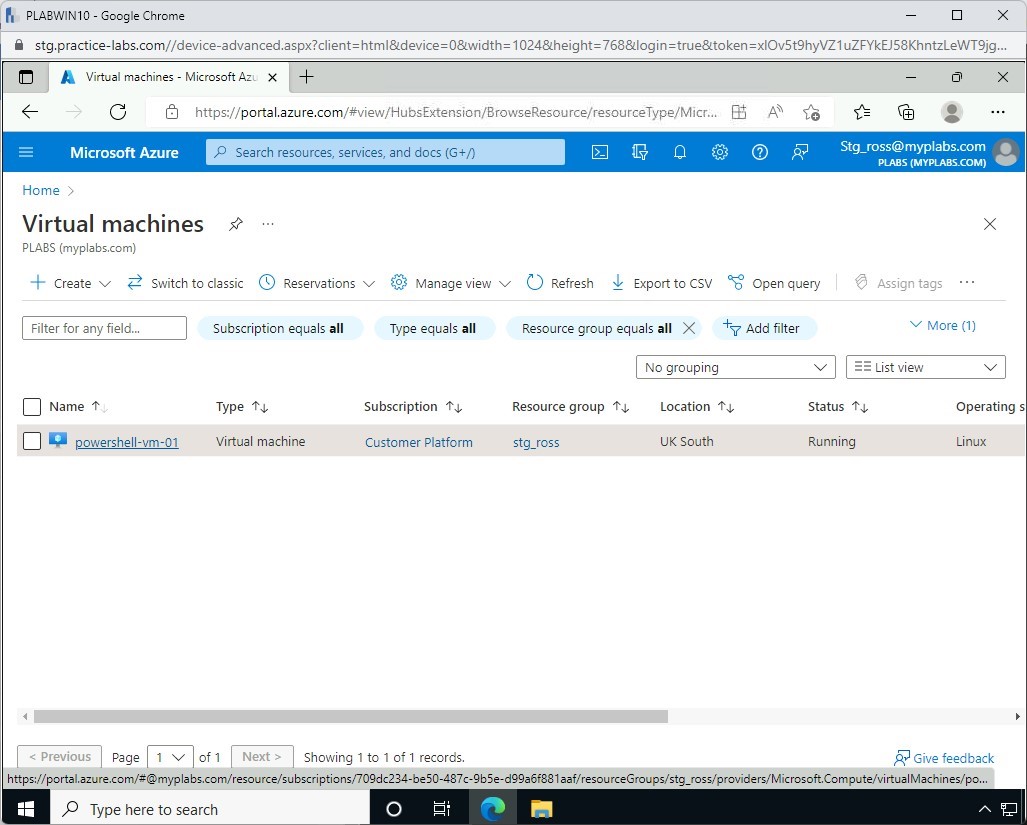 PLABWIN10 - Google Chrome
stg.practice-labs.com//device-advanced.aspx?client=html&device=0&width=1024&height=768&login=true&token=xlOv5t9hyVZ1uZFYkEJ58KhntzLeWT9jg...
Virtual machines - Microsoft Azu
https://portal.azure.com/#view/HubsExtension/BrowseResource/resourceType/Micr...
Microsoft Azure
Search resources, services, and docs (G+/)
Stg_ross@myplabs.com
PLABS (MYPLABS.COM)
Home
Virtual machines
PLABS (myplabs.com)
Create Switch to classic Reservations Manage view Refresh Export to CSV Open query Assign tags
Filter for any field... Subscription equals all Type equals all Resource group equals all Add filter More (1)
No grouping List view
Name Type Subscription Resource group Location Status Operating s
powershell-vm-01 Virtual machine Customer Platform stg_ross UK South Running Linux
< Previous Page 1 of 1 Next > Showing 1 to 1 of 1 records. Give feedback
https://portal.azure.com/#@myplabs.com/resource/subscriptions/709dc234-be50-487c-9b5e-d99a6f881aaf/resourceGroups/stg_ross/providers/Microsoft.Compute/virtualMachines/po...
Type here to search